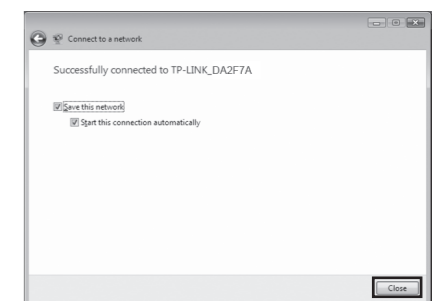 Connect to a network
Successfully connected to TP-LINK_DA2F7A
Save this network
Start this connection automatically
Close